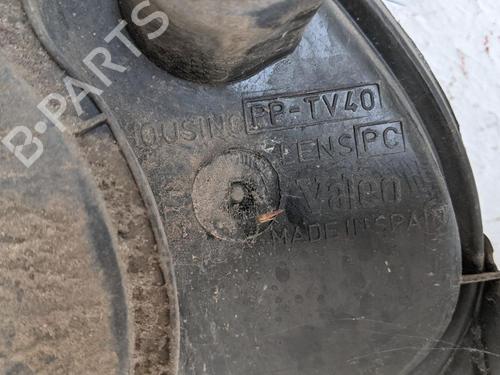 B-PARTS
HOUSING PP-TV40
LENS PC
Valeo
MADE IN SPAIN